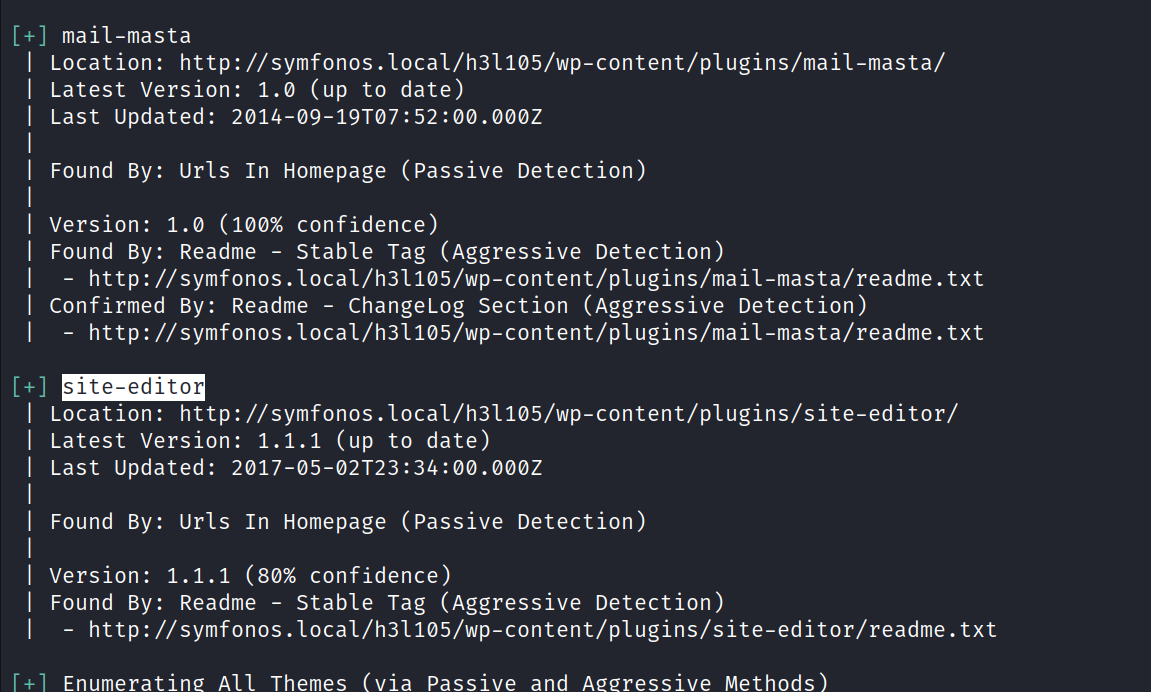 [+] mail-masta
| Location: http://symfonos.local/h3l105/wp-content/plugins/mail-masta/
| Latest Version: 1.0 (up to date)
| Last Updated: 2014-09-19T07:52:00.000Z
|
| Found By: Urls In Homepage (Passive Detection)
|
| Version: 1.0 (100% confidence)
| Found By: Readme - Stable Tag (Aggressive Detection)
|  - http://symfonos.local/h3l105/wp-content/plugins/mail-masta/readme.txt
| Confirmed By: Readme - ChangeLog Section (Aggressive Detection)
|  - http://symfonos.local/h3l105/wp-content/plugins/mail-masta/readme.txt
[+] site-editor
| Location: http://symfonos.local/h3l105/wp-content/plugins/site-editor/
| Latest Version: 1.1.1 (up to date)
| Last Updated: 2017-05-02T23:34:00.000Z
|
| Found By: Urls In Homepage (Passive Detection)
|
| Version: 1.1.1 (80% confidence)
| Found By: Readme - Stable Tag (Aggressive Detection)
|  - http://symfonos.local/h3l105/wp-content/plugins/site-editor/readme.txt
[+] Enumerating All Themes (via Passive and Aggressive Methods)